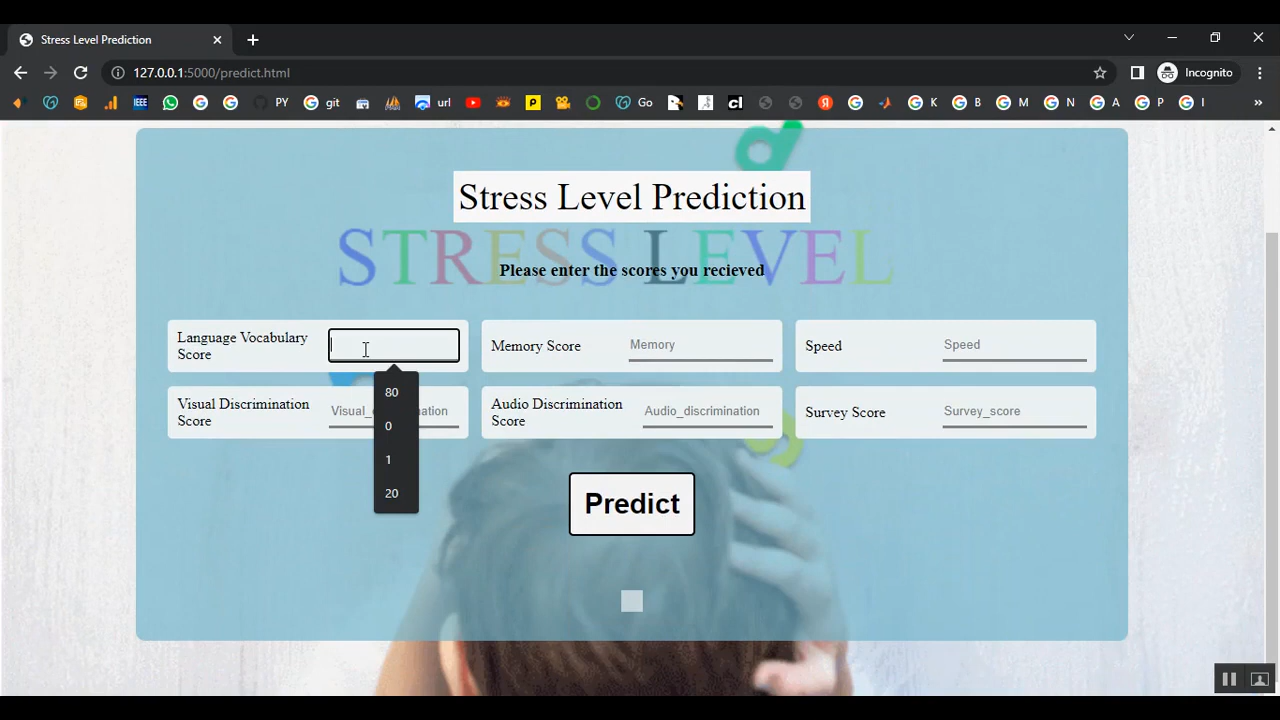 Stress Level Prediction
127.0.0.1:5000/predict.html
Incognito
IEEE
PY
git
url
P
Go
cl
Я
K
B
M
N
A
P
I
»
Stress Level Prediction
STRESS LEVEL
Please enter the scores you recieved
Language Vocabulary
Score
Memory Score
Memory
Speed
Speed
80
0
1
20
Visual Discrimination
Score
Audio Discrimination
Score
Audio_discrimination
Survey Score
Survey_score
Predict